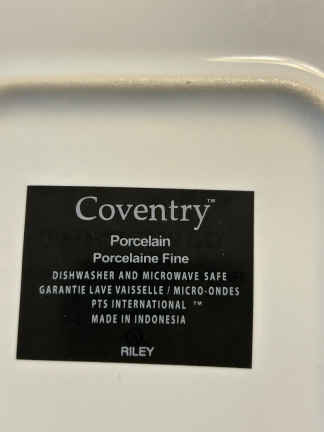 Coventry™
Porcelain
Porcelaine Fine
DISHWASHER AND MICROWAVE SAFE
GARANTIE LAVE VAISSELLE / MICRO-ONDES
PTS INTERNATIONAL ™
MADE IN INDONESIA
RILEY